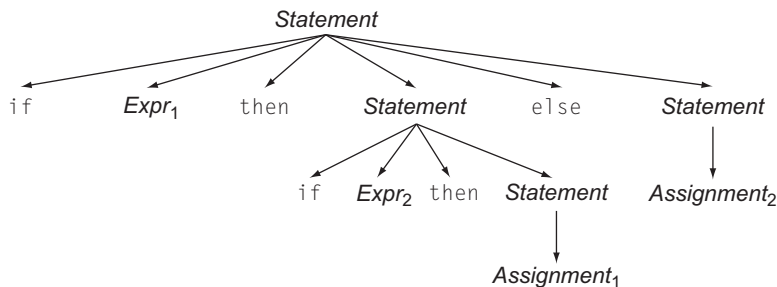 Statement
if Expr1 then Statement else Statement
if Expr2 then Statement Assignment2
Assignment1